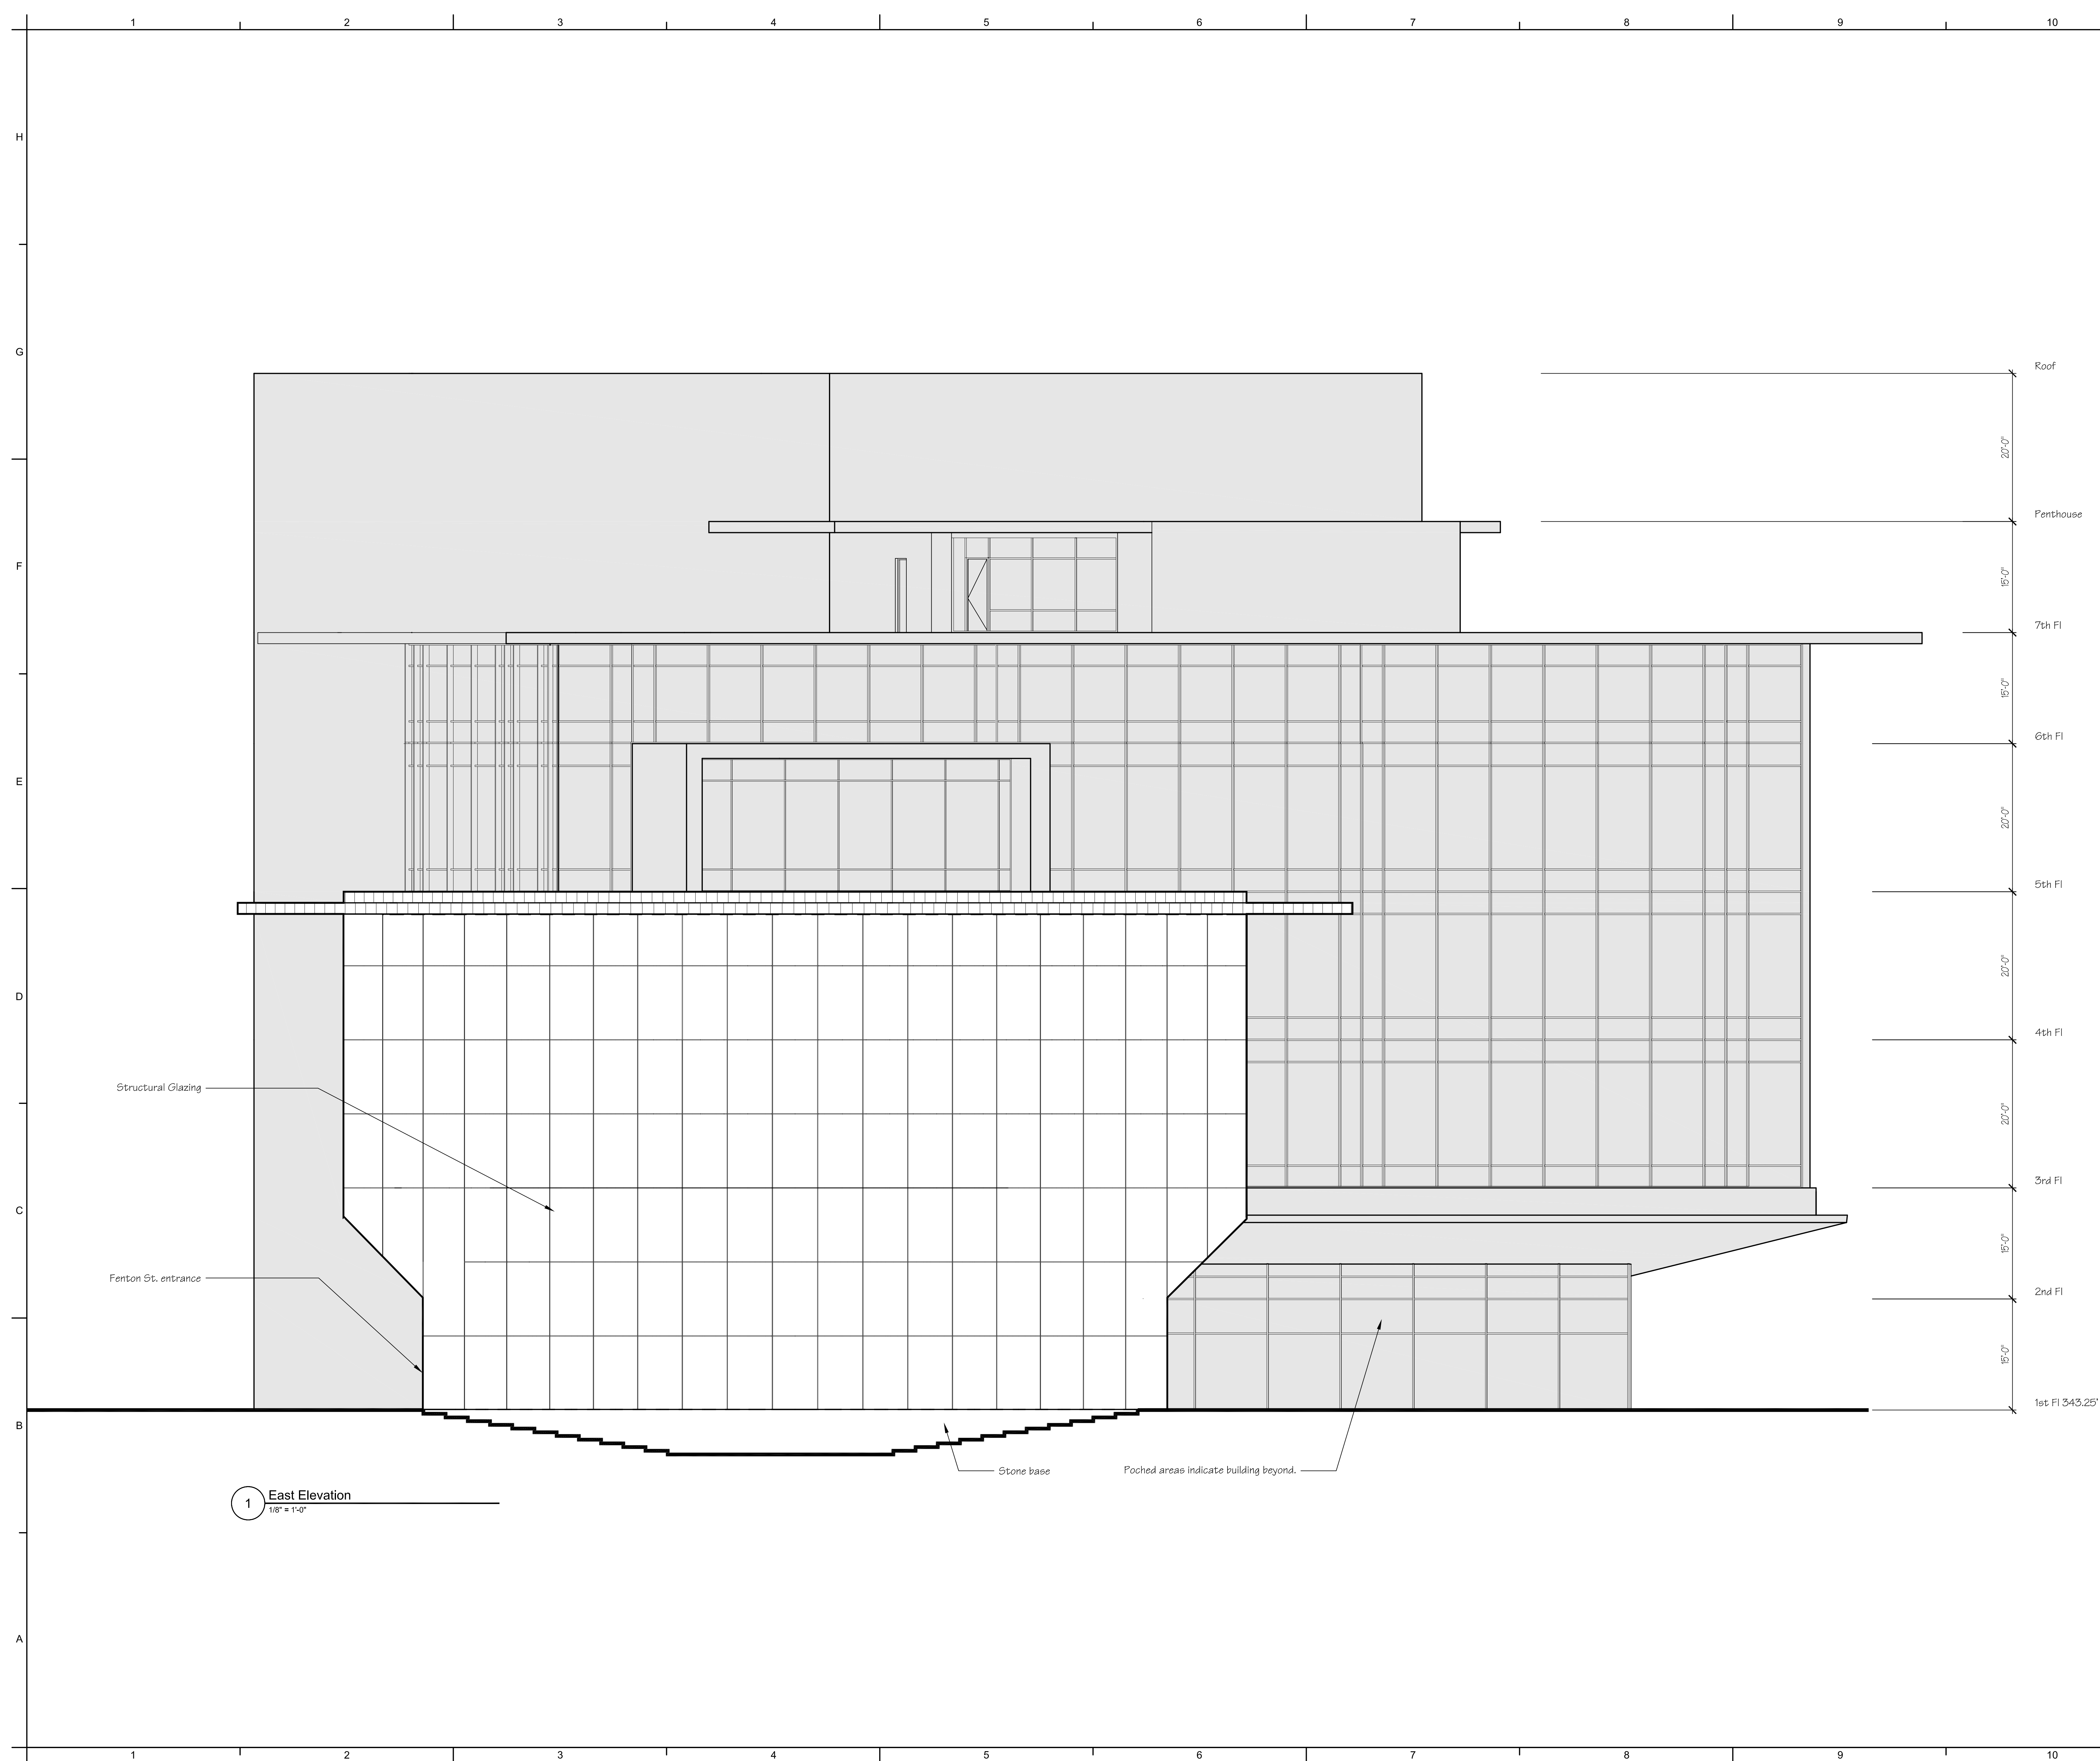 1 2 3 4 5 6 7 8 9 10
H
G
Roof
20'-0"
Penthouse
F
15'-0"
7th Fl
15'-0"
6th Fl
E
20'-0"
5th Fl
20'-0"
D
4th Fl
Structural Glazing
20'-0"
3rd Fl
C
15'-0"
Fenton St. entrance
2nd Fl
15'-0"
1st Fl 343.25'
B
Stone base
Poched areas indicate building beyond.
1 East Elevation
1/8" = 1'-0"
A
1 2 3 4 5 6 7 8 9 10